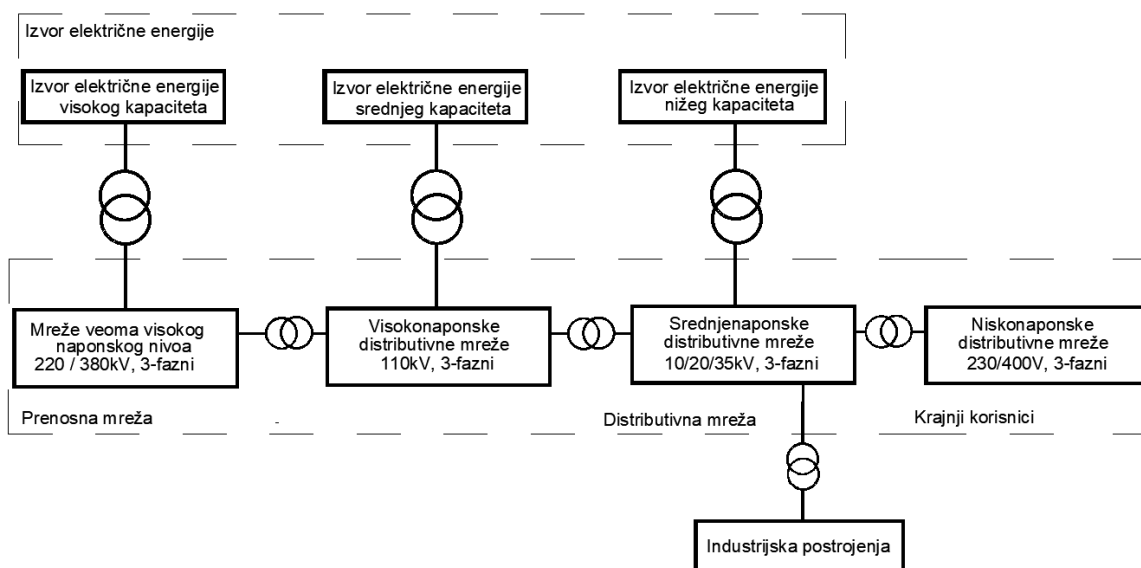 Izvor električne energije
Izvor električne energije
visokog kapaciteta
Izvor električne energije
srednjeg kapaciteta
Izvor električne energije
nižeg kapaciteta
Mreže veoma visokog
naponskog nivoa
220 / 380kV, 3-fazni
Visokonaponske
distributivne mreže
110kV, 3-fazni
Srednjenaponske
distributivne mreže
10/20/35kV, 3-fazni
Niskonaponske
distributivne mreže
230/400V, 3-fazni
Prenosna mreža
-
Distributivna mreža
Krajnji korisnici
Industrijska postrojenja